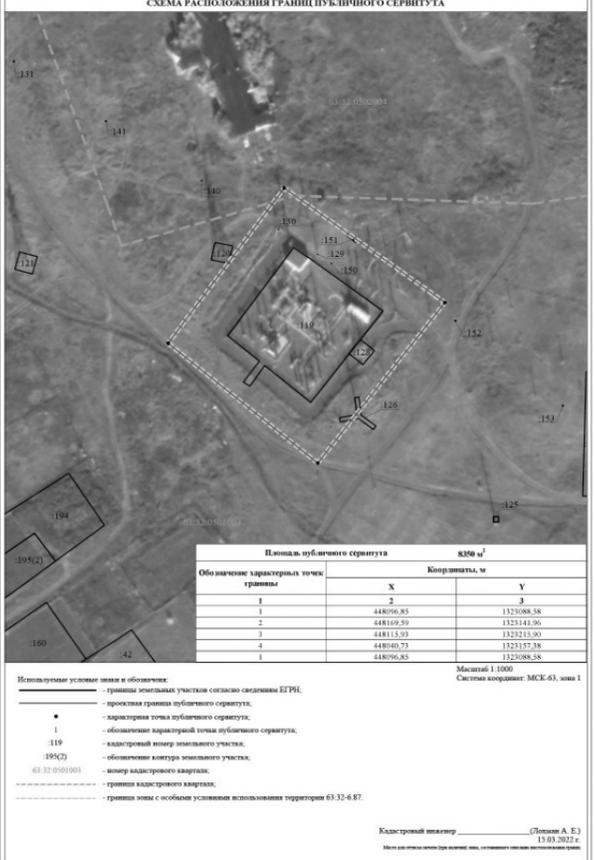 СХЕМА РАСПОЛОЖЕНИЯ ГРАНИЦ ПУБЛИЧНОГО СЕРВИТУТА
:131
63:32:0502004
:141
:140
:130
:151
:129
:120
:121
:150
:119
:152
:128
:126
:153
:125
:194
:195(2)
:160
:42
Площадь публичного сервитута 8350 м²
Обозначение характерных точек границы Координаты, м
X Y
1 2 3
1 448096,85 1323088,58
2 448169,59 1323141,96
3 448115,93 1323215,90
4 448040,73 1323157,38
1 448096,85 1323088,58
Масштаб 1:1000
Система координат: МСК-63, зона 1
Используемые условные знаки и обозначения:
- границы земельных участков согласно сведениям ЕГРН;
- проектная граница публичного сервитута;
- характерная точка публичного сервитута;
1 - обозначение характерной точки публичного сервитута;
:119 - кадастровый номер земельного участка;
:195(2) - обозначение контура земельного участка;
63:32:0501003 - номер кадастрового квартала;
- граница кадастрового квартала;
- граница зоны с особыми условиями использования территории 63:32-6.87.
Кадастровый инженер (Лохман А. Е.)
15.03.2022 г.